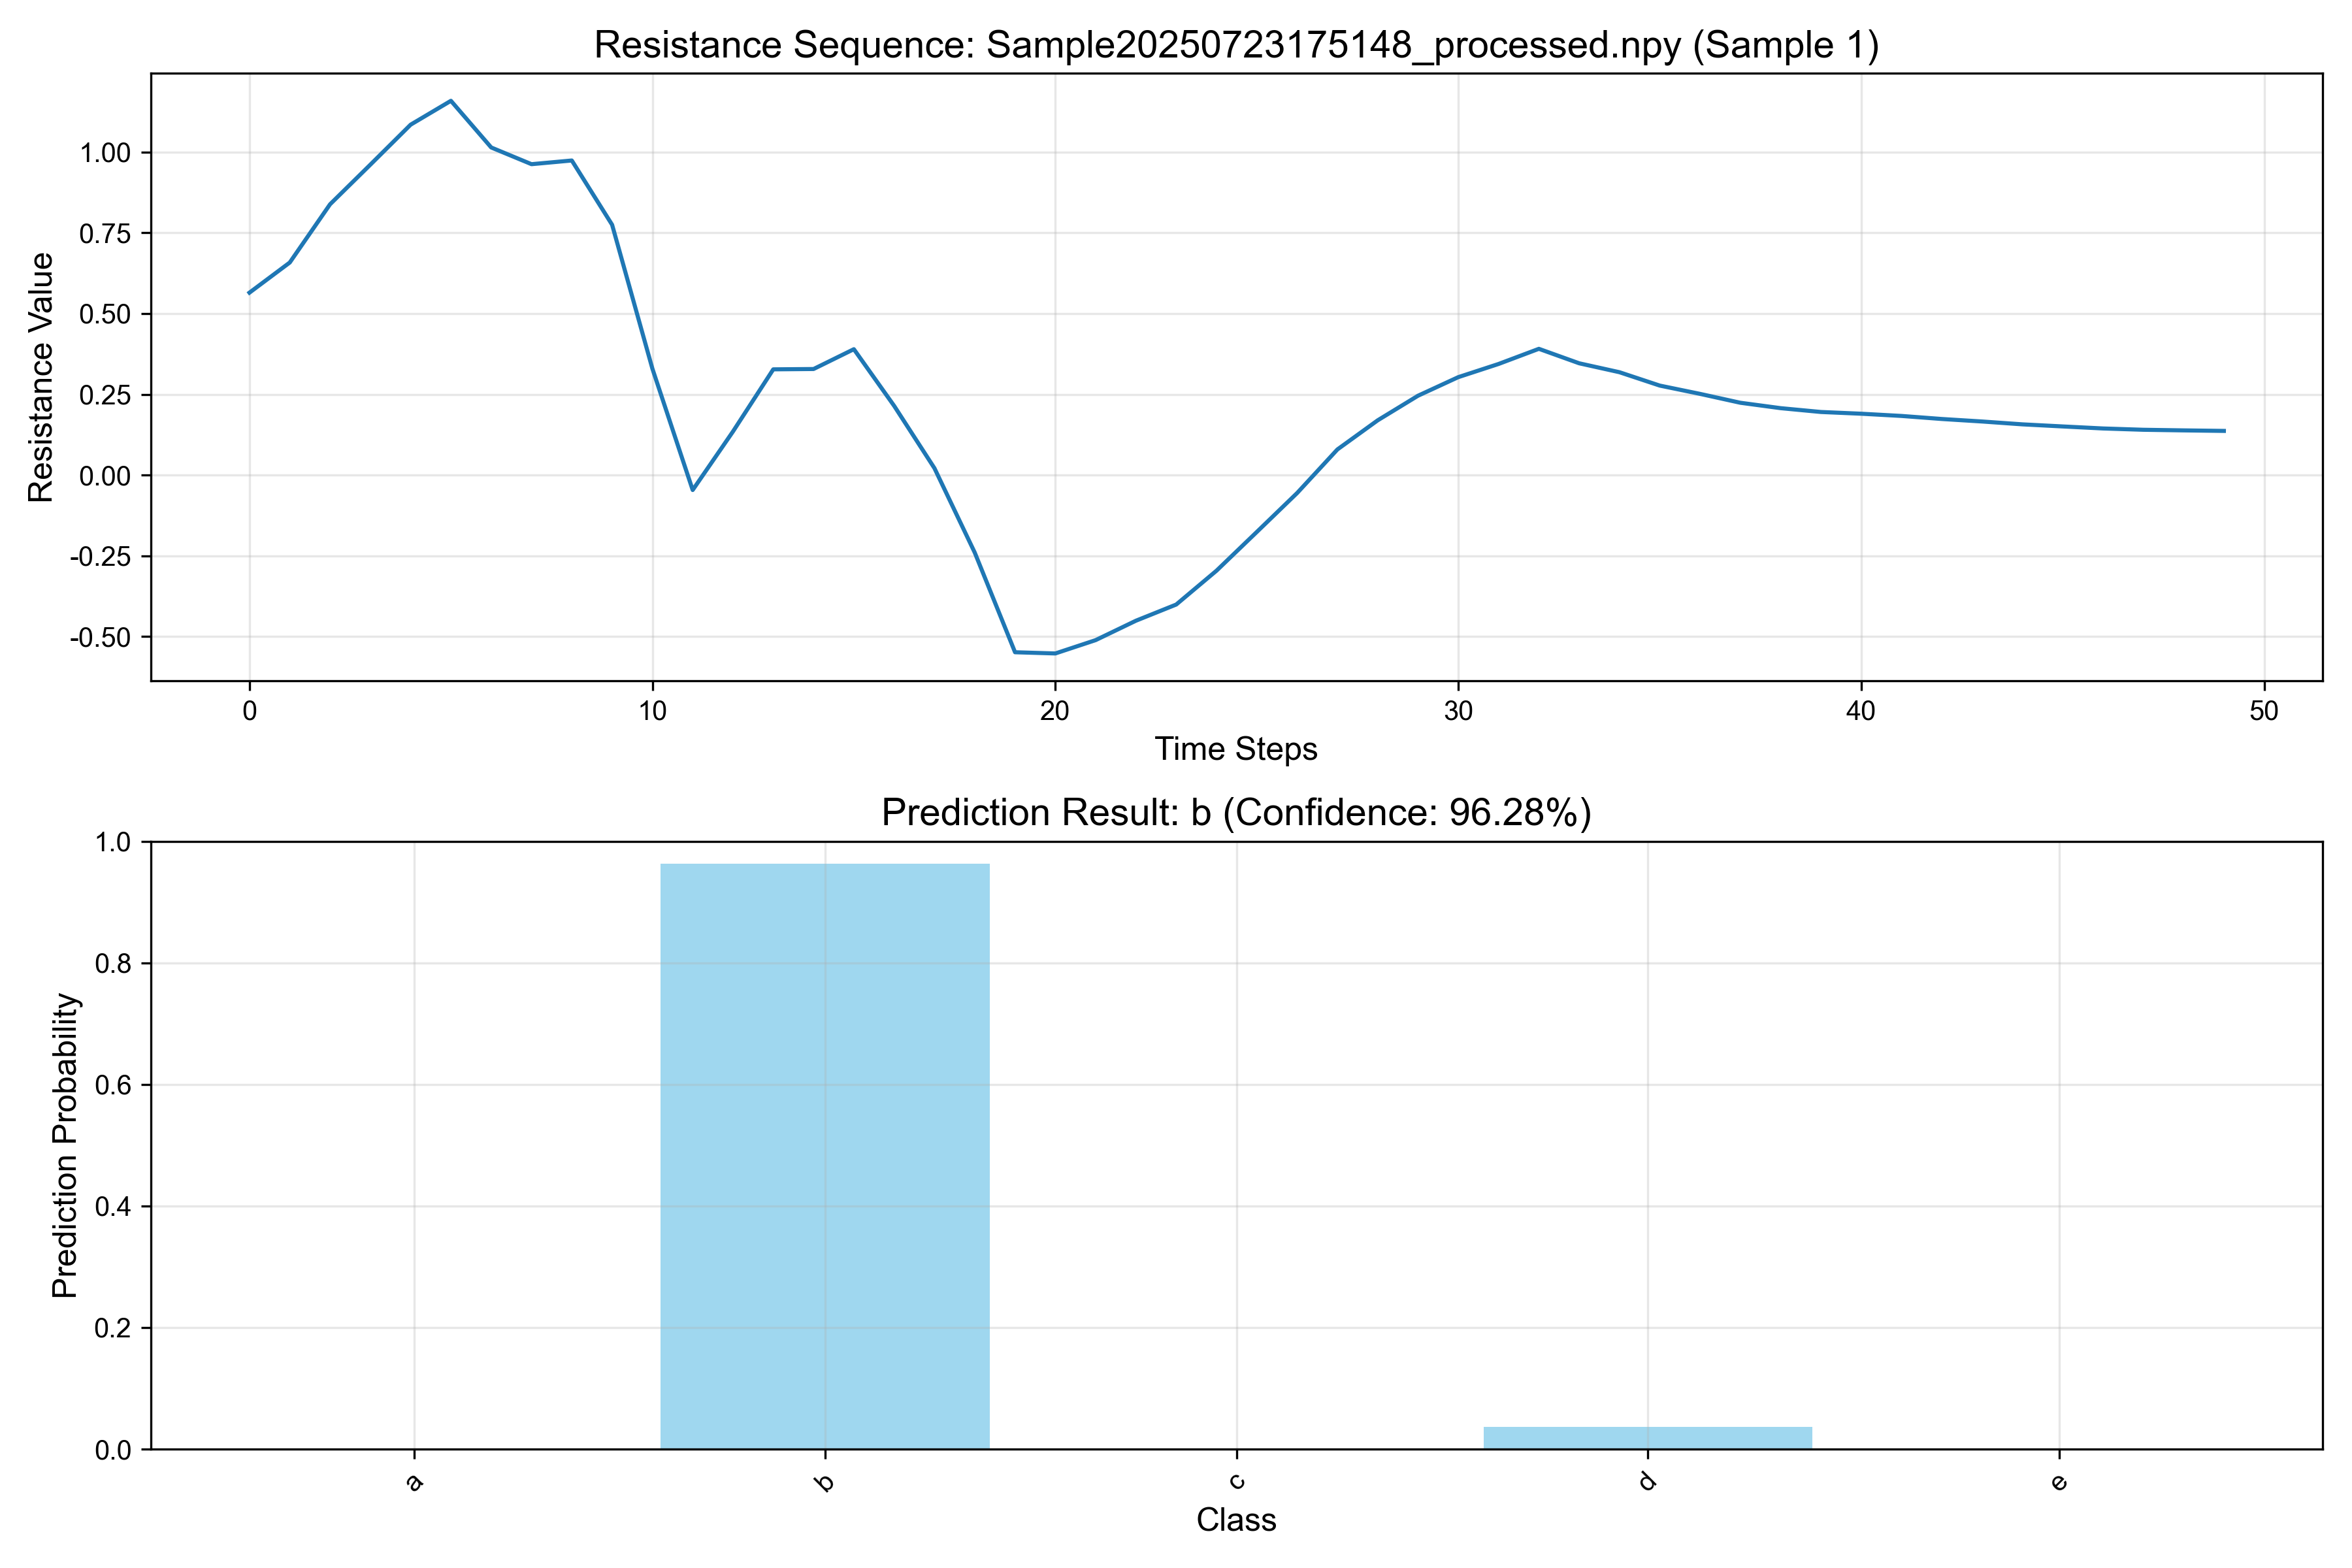 Resistance Sequence: Sample20250723175148_processed.npy (Sample 1)
Resistance Value
1.00
0.75
0.50
0.25
0.00
-0.25
-0.50
0 10 20 30 40 50
Time Steps
Prediction Result: b (Confidence: 96.28%)
Prediction Probability
1.0
0.8
0.6
0.4
0.2
0.0
a b c d e
Class